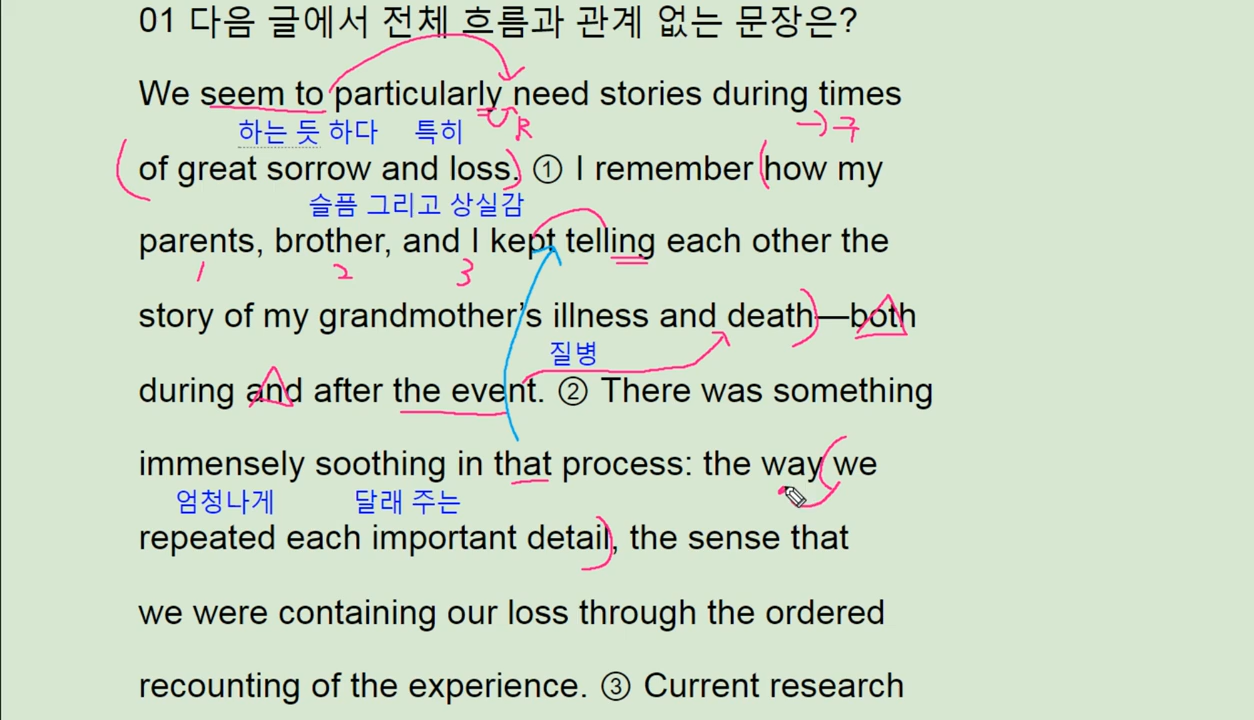 01 다음 글에서 전체 흐름과 관계 없는 문장은?
We seem to particularly need stories during times
하는 듯 하다 특히 R → 구
of great sorrow and loss. ① I remember (how my
슬픔 그리고 상실감
parents, brother, and I kept telling each other the
1 2 3
story of my grandmother's illness and death)—both
질병
during and after the event. ② There was something
immensely soothing in that process: the way (we
엄청나게 달래 주는
repeated each important detail), the sense that
we were containing our loss through the ordered
recounting of the experience. ③ Current research